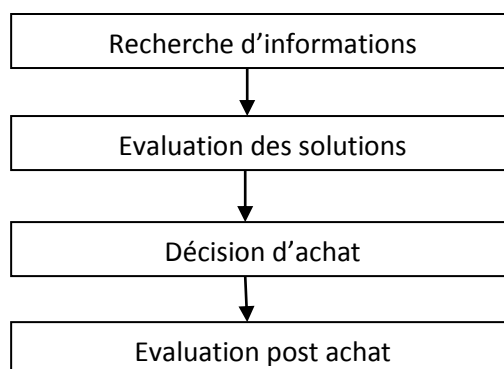 Recherche d’informations
Evaluation des solutions
Décision d’achat
Evaluation post achat